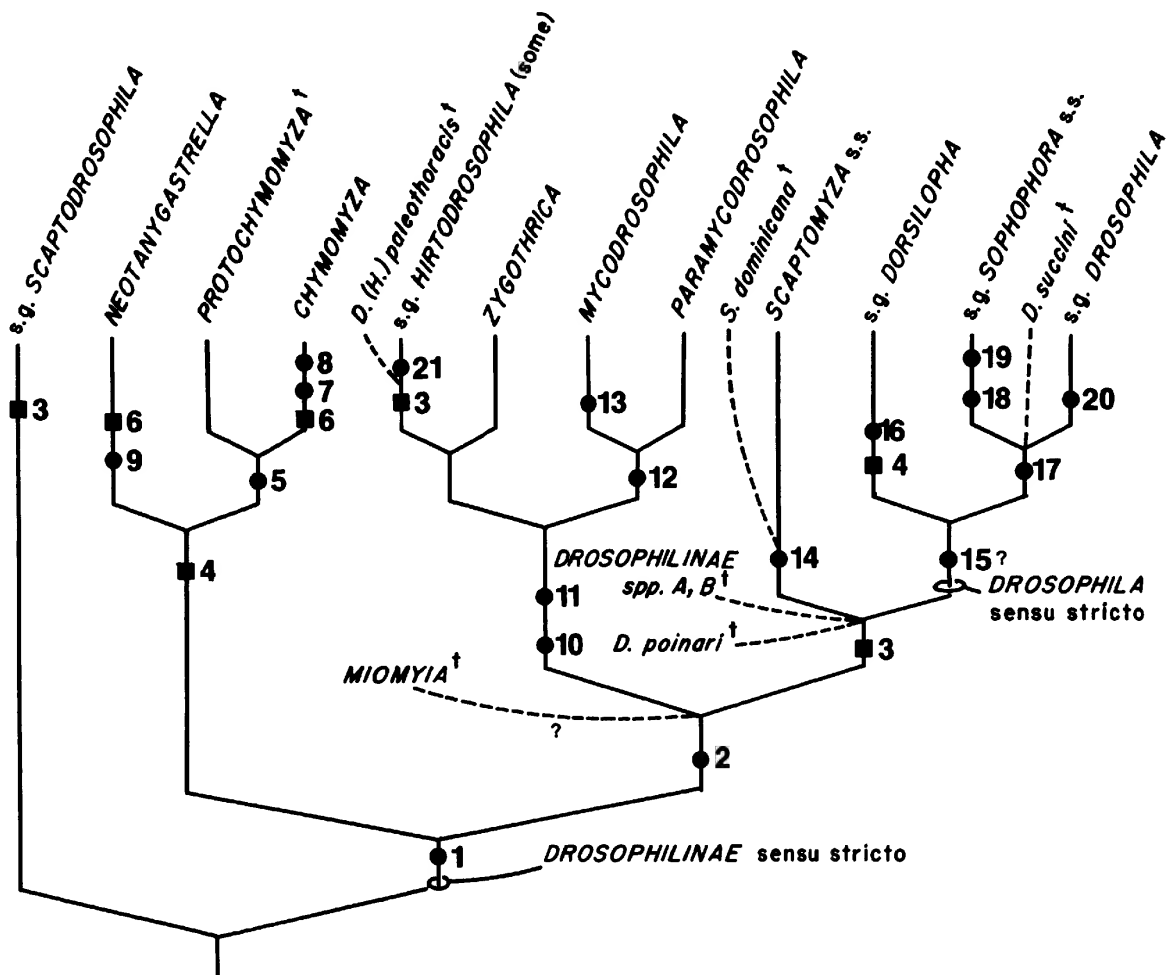 s.g. SCAPTODROSOPHILA
NEOTANYGASTRELLA
PROTOCHYMOMYZA†
CHYMOMYZA
D. (H.) paleothoracis†
s.g. HIRTODROSOPHILA (some)
ZYGOTHRICA
MYCODROSOPHILA
PARAMYCODROSOPHILA
S. dominicana†
SCAPTOMYZA s.s.
s.g. DORSILOPHA
s.g. SOPHOPHORA s.s.
D. succini†
s.g. DROSOPHILA
3
6
9
8
7
6
5
21
3
13
12
16
4
19
18
20
17
4
14
15?
DROSOPHILINAE
spp. A, B†
DROSOPHILA
sensu stricto
11
10
D. poinari†
3
MIOMYIA†
?
2
1
DROSOPHILINAE sensu stricto